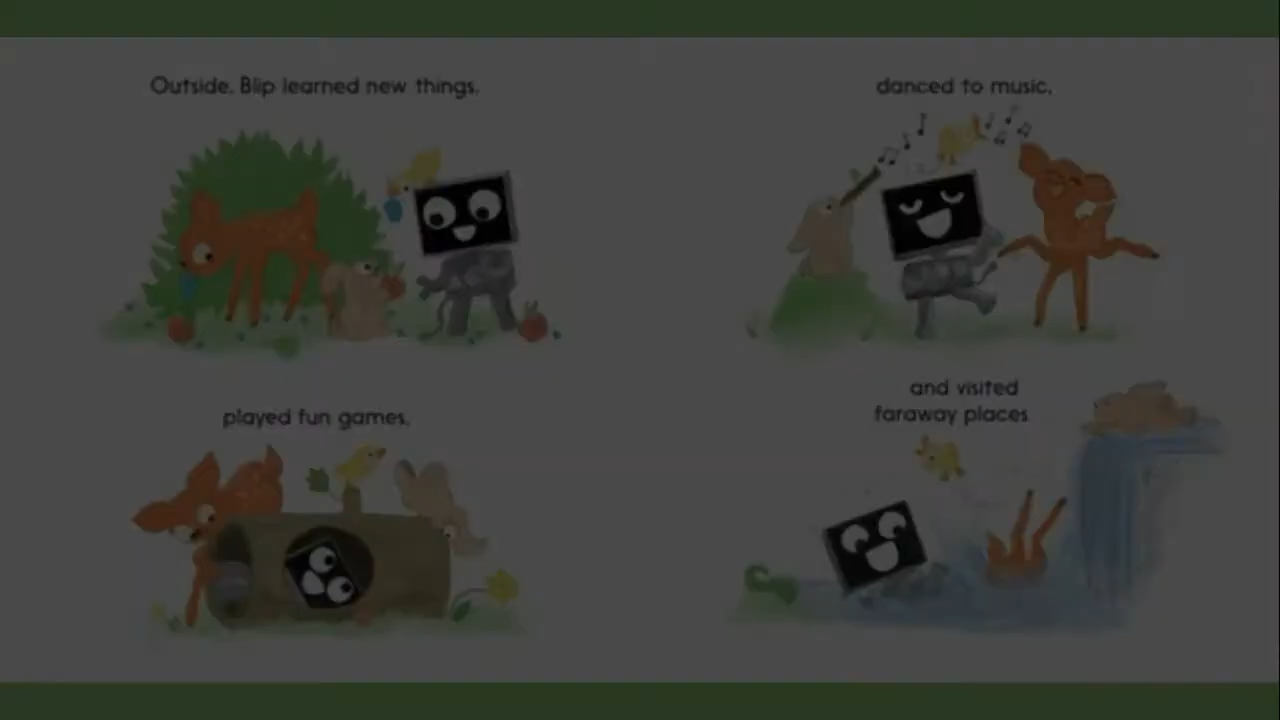 Outside, Blip learned new things,
danced to music,
played fun games,
and visited
faraway places